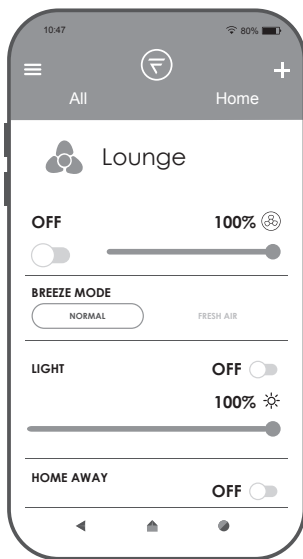 10:47 80%
All Home
Lounge
OFF 100%
BREEZE MODE
NORMAL FRESH AIR
LIGHT OFF
100%
HOME AWAY
OFF